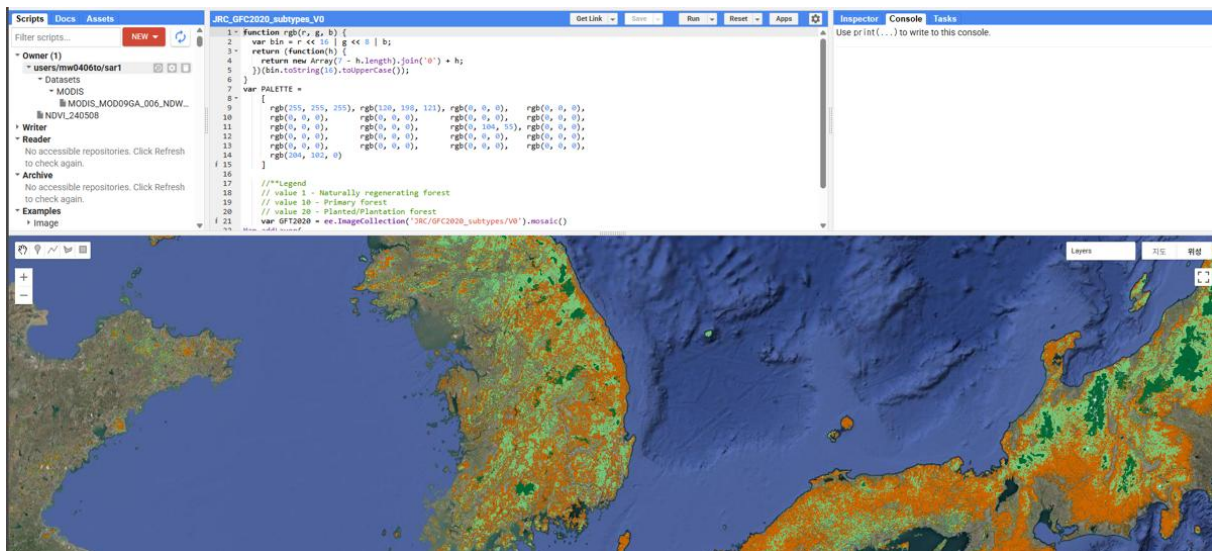 Scripts Docs Assets
Filter scripts...
NEW
Owner (1)
users/mw0406to/sar1
Datasets
MODIS
MODIS_MOD09GA_006_NDW...
NDVI_240508
Writer
Reader
No accessible repositories. Click Refresh
to check again.
Archive
No accessible repositories. Click Refresh
to check again.
Examples
Image
JRC_GFC2020_subtypes_V0
Get Link Save Run Reset Apps
1 function rgb(r, g, b) {
2 var bin = r << 16 | g << 8 | b;
3 return (function(h) {
4 return new Array(7 - h.length).join('0') + h;
5 })(bin.toString(16).toUpperCase());
6 }
7 var PALETTE =
8 [
9 rgb(255, 255, 255), rgb(120, 198, 121), rgb(0, 0, 0), rgb(0, 0, 0),
10 rgb(0, 0, 0), rgb(0, 0, 0), rgb(0, 0, 0), rgb(0, 0, 0),
11 rgb(0, 0, 0), rgb(0, 0, 0), rgb(0, 104, 55), rgb(0, 0, 0),
12 rgb(0, 0, 0), rgb(0, 0, 0), rgb(0, 0, 0), rgb(0, 0, 0),
13 rgb(0, 0, 0), rgb(0, 0, 0), rgb(0, 0, 0), rgb(0, 0, 0),
14 rgb(204, 102, 0)
i 15 ]
16
17 //**Legend
18 // value 1 - Naturally regenerating forest
19 // value 10 - Primary forest
20 // value 20 - Planted/Plantation forest
i 21 var GFT2020 = ee.ImageCollection('JRC/GFC2020_subtypes/V0').mosaic()
22 Map.addLayer(
Inspector Console Tasks
Use print(...) to write to this console.
Layers
지도 위성